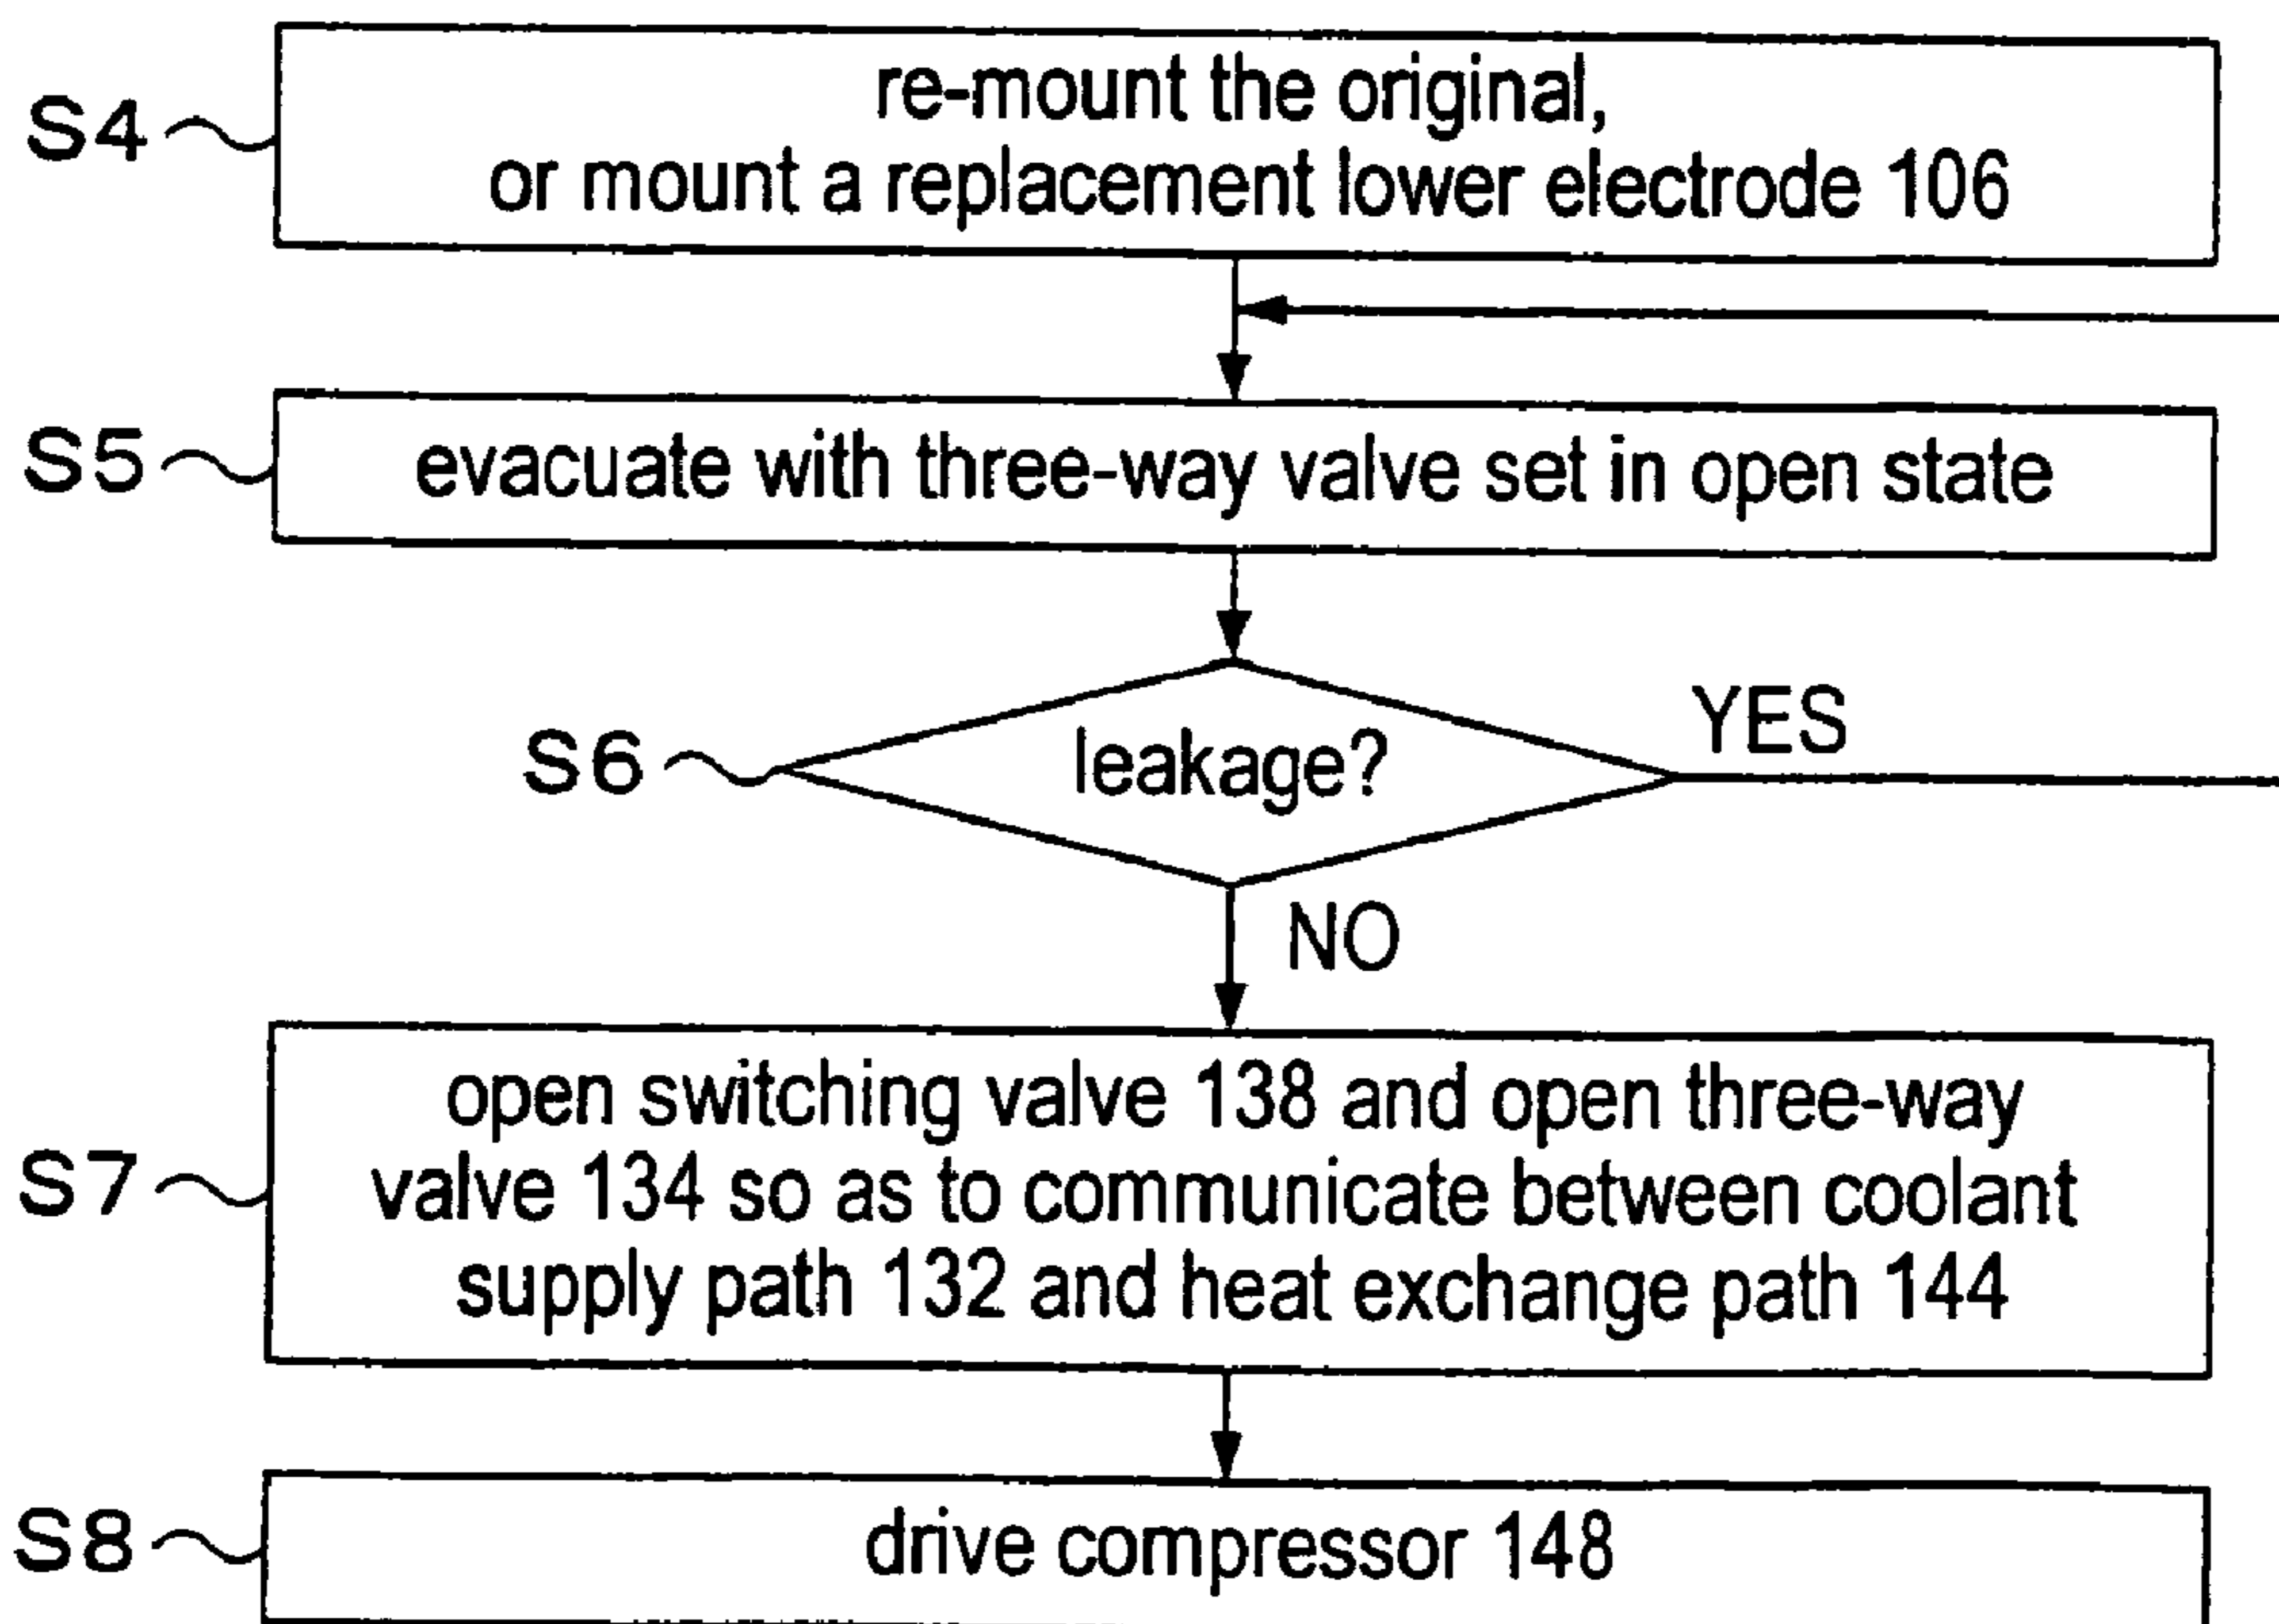 S4
re-mount the original,
or mount a replacement lower electrode 106
S5
evacuate with three-way valve set in open state
S6
leakage?
YES
NO
S7
open switching valve 138 and open three-way
valve 134 so as to communicate between coolant
supply path 132 and heat exchange path 144
S8
drive compressor 148